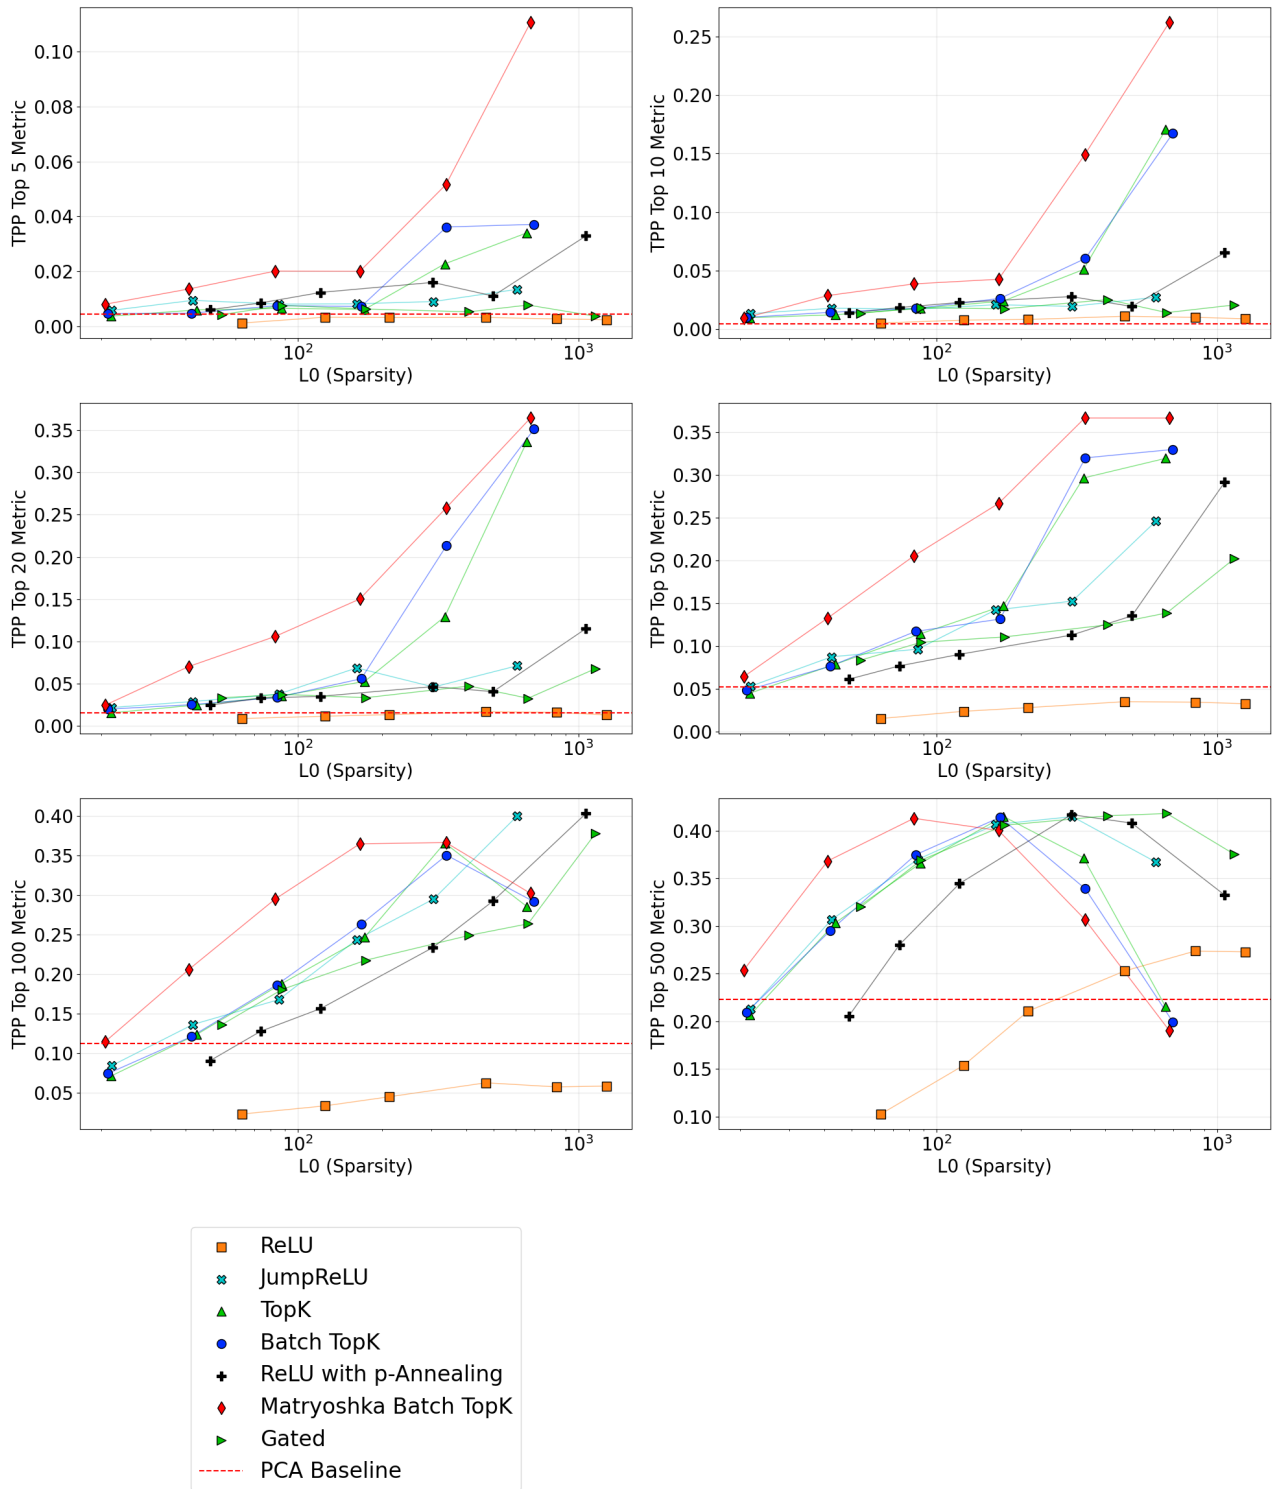 0.10
0.08
0.06
0.04
0.02
0.00
TPP Top 5 Metric
10²
10³
L0 (Sparsity)
0.25
0.20
0.15
0.10
0.05
0.00
TPP Top 10 Metric
10²
10³
L0 (Sparsity)
0.35
0.30
0.25
0.20
0.15
0.10
0.05
0.00
TPP Top 20 Metric
10²
10³
L0 (Sparsity)
0.35
0.30
0.25
0.20
0.15
0.10
0.05
0.00
TPP Top 50 Metric
10²
10³
L0 (Sparsity)
0.40
0.35
0.30
0.25
0.20
0.15
0.10
0.05
TPP Top 100 Metric
10²
10³
L0 (Sparsity)
0.40
0.35
0.30
0.25
0.20
0.15
0.10
TPP Top 500 Metric
10²
10³
L0 (Sparsity)
ReLU
JumpReLU
TopK
Batch TopK
ReLU with p-Annealing
Matryoshka Batch TopK
Gated
PCA Baseline